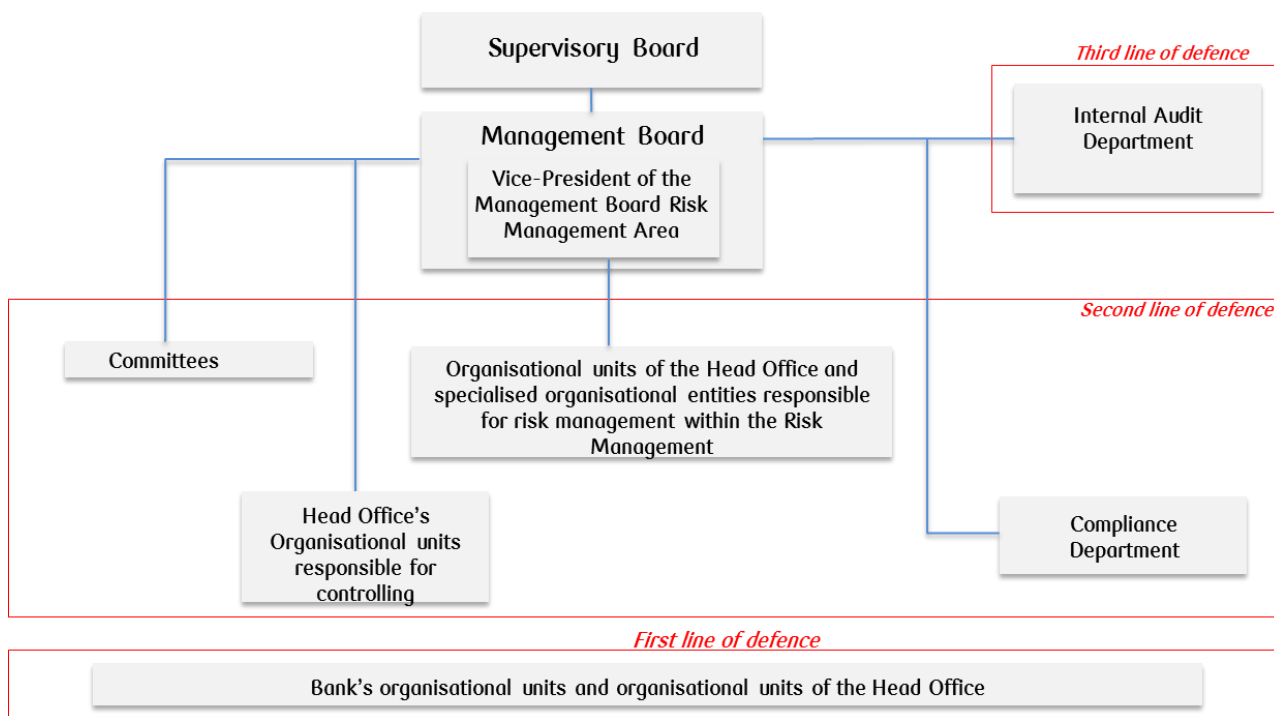 Supervisory Board
Third line of defence
Internal Audit
Department
Management Board
Vice-President of the
Management Board Risk
Management Area
Second line of defence
Committees
Organisational units of the Head Office and
specialised organisational entities responsible
for risk management within the Risk
Management
Head Office's
Organisational units
responsible for
controlling
Compliance
Department
First line of defence
Bank's organisational units and organisational units of the Head Office